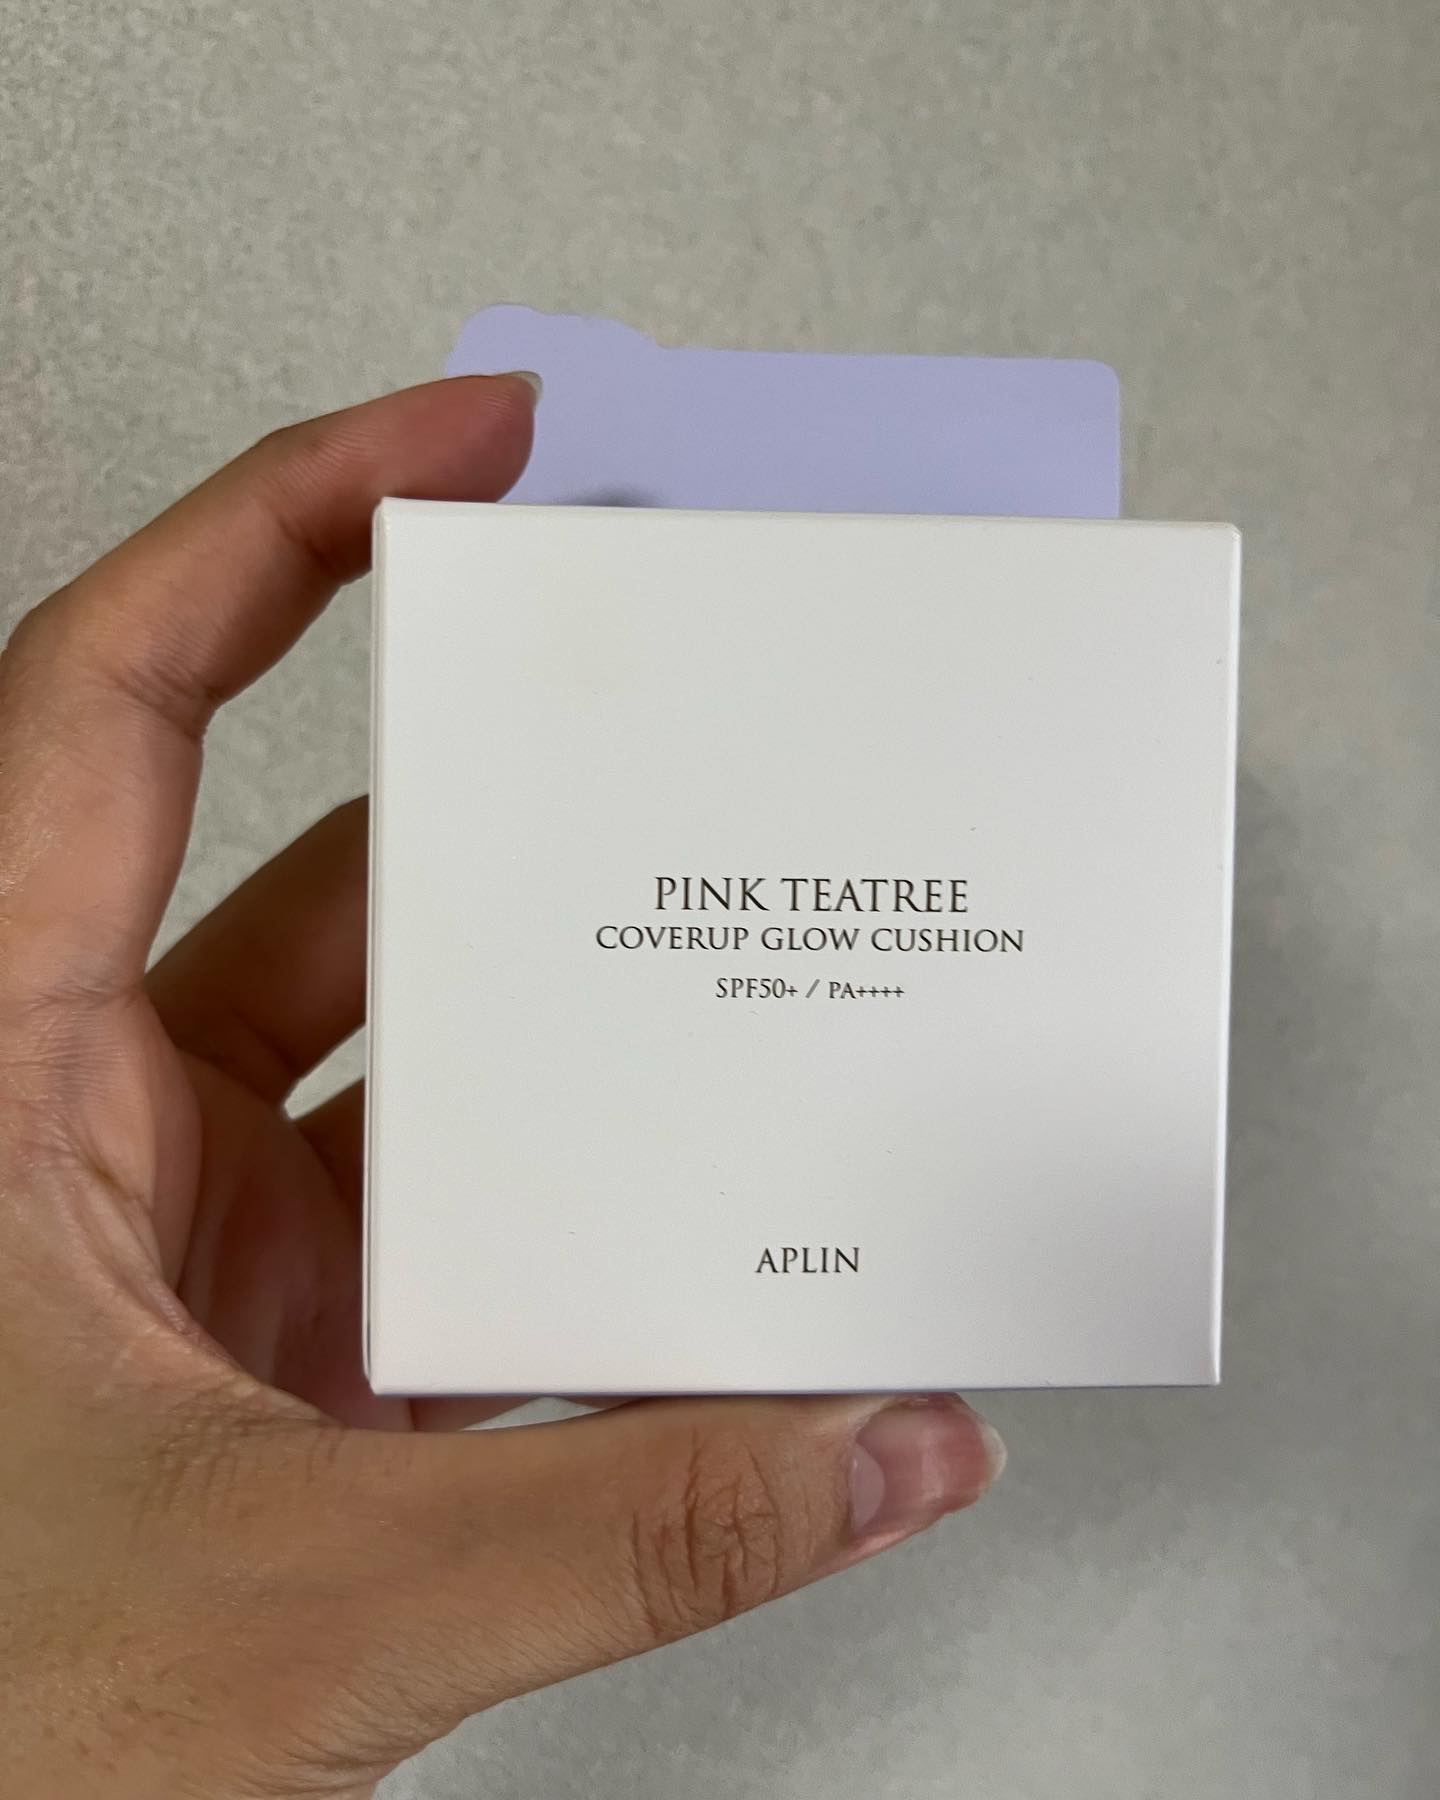 PINK TEATREE
COVERUP GLOW CUSHION
SPF50+ / PA++++
APLIN